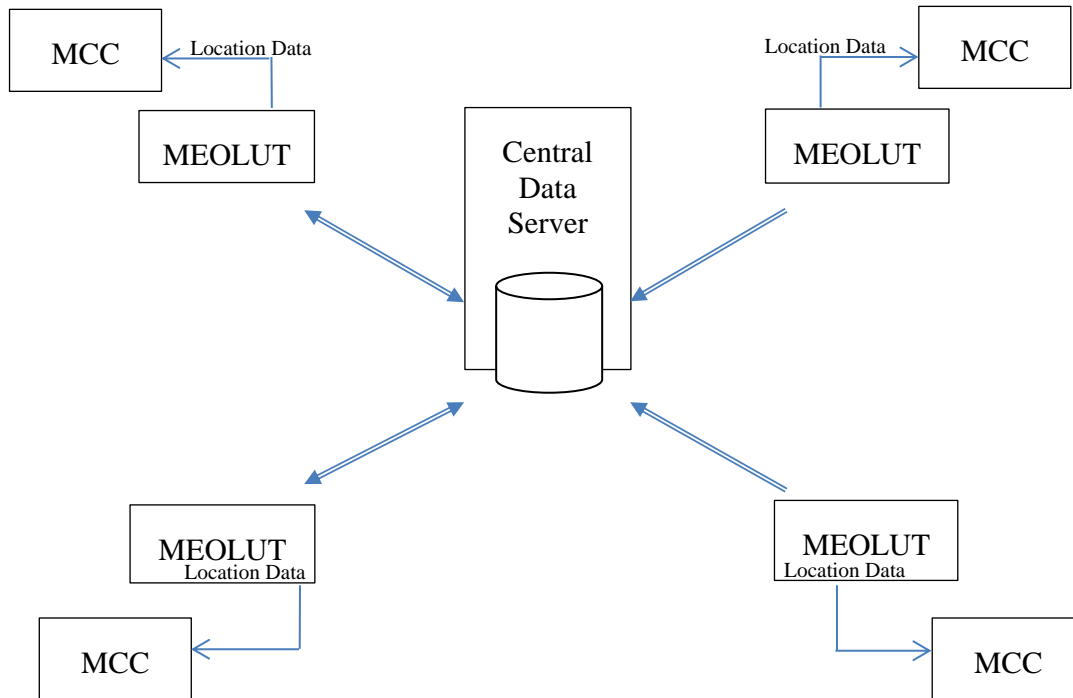 MCC
Location Data
MEOLUT
Location Data
MCC
MEOLUT
Central
Data
Server
MEOLUT
Location Data
MCC
MEOLUT
Location Data
MCC